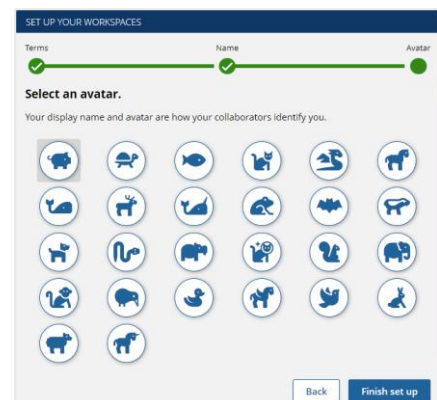 SET UP YOUR WORKSPACES
Terms Name Avatar
Select an avatar.
Your display name and avatar are how your collaborators identify you.
Back Finish set up